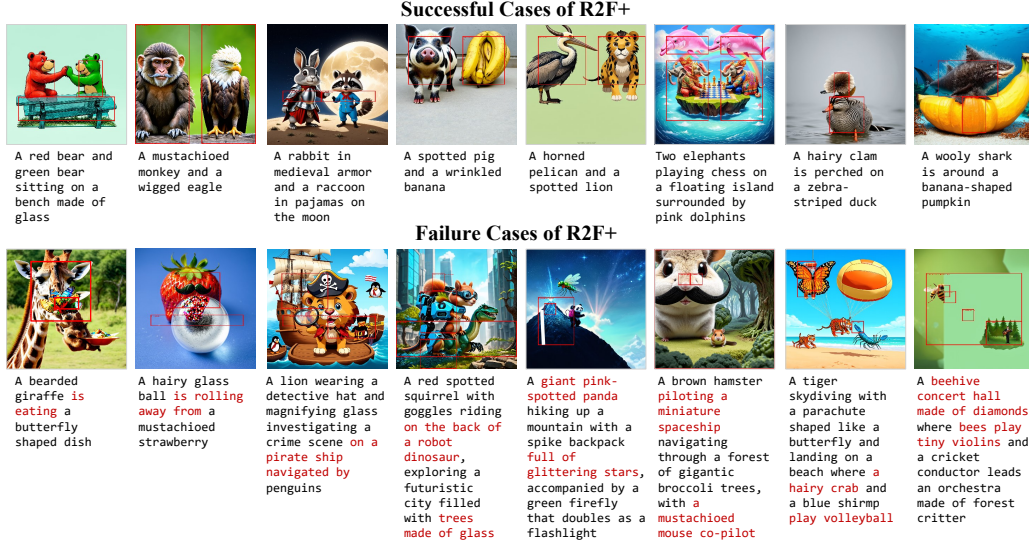 Successful Cases of R2F+
A red bear and
green bear
sitting on a
bench made of
glass
A mustachioed
monkey and a
wigged eagle
A rabbit in
medieval armor
and a raccoon
in pajamas on
the moon
A spotted pig
and a wrinkled
banana
A horned
pelican and a
spotted lion
Two elephants
playing chess on
a floating island
surrounded by
pink dolphins
A hairy clam
is perched on
a zebra-
striped duck
A wooly shark
is around a
banana-shaped
pumpkin
Failure Cases of R2F+
A bearded
giraffe is
eating a
butterfly
shaped dish
A hairy glass
ball is rolling
away from a
mustachioed
strawberry
A lion wearing a
detective hat and
magnifying glass
investigating a
crime scene on a
pirate ship
navigated by
penguins
A red spotted
squirrel with
goggles riding
on the back of
a robot
dinosaur,
exploring a
futuristic
city filled
with trees
made of glass
A giant pink-
spotted panda
hiking up a
mountain with a
spike backpack
full of
glittering stars,
accompanied by a
green firefly
that doubles as a
flashlight
A brown hamster
piloting a
miniature
spaceship
navigating
through a forest
of gigantic
broccoli trees,
with a
mustachioed
mouse co-pilot
A tiger
skydiving with
a parachute
shaped like a
butterfly and
landing on a
beach where a
hairy crab and
a blue shirmp
play volleyball
A beehive
concert hall
made of diamonds
where bees play
tiny violins and
a cricket
conductor leads
an orchestra
made of forest
critter